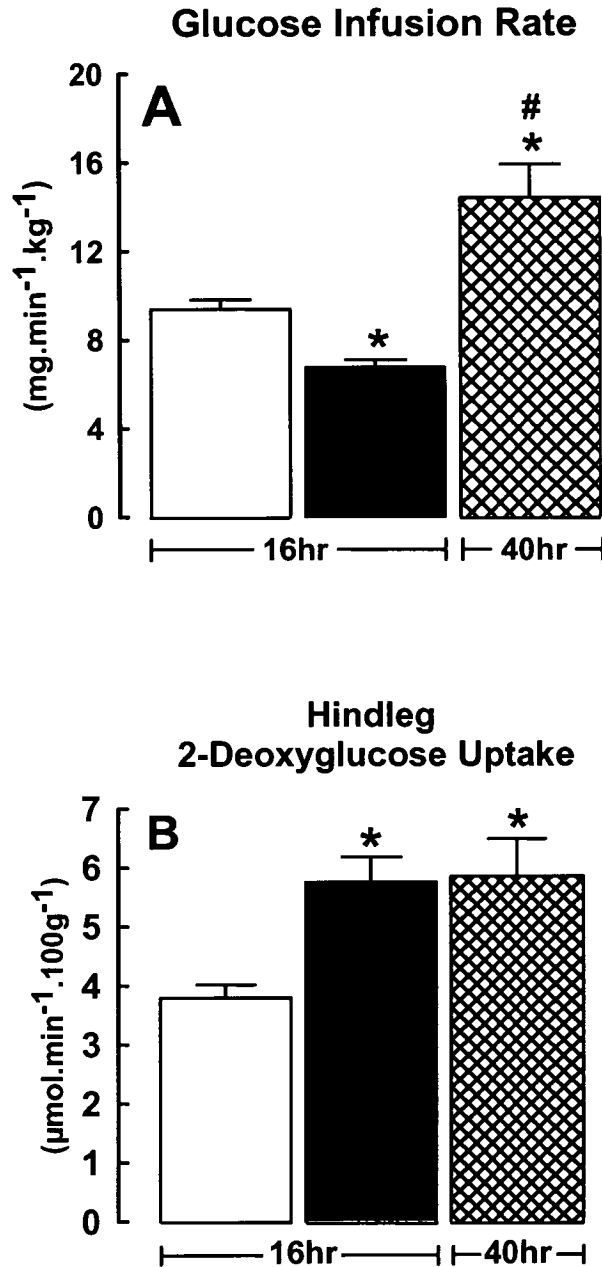 Glucose Infusion Rate
A
(mg.min⁻¹.kg⁻¹)
20
16
12
8
4
0
*
#
*
16hr
40hr
Hindleg
2-Deoxyglucose Uptake
B
(µmol.min⁻¹.100g⁻¹)
7
6
5
4
3
2
1
0
*
*
16hr
40hr